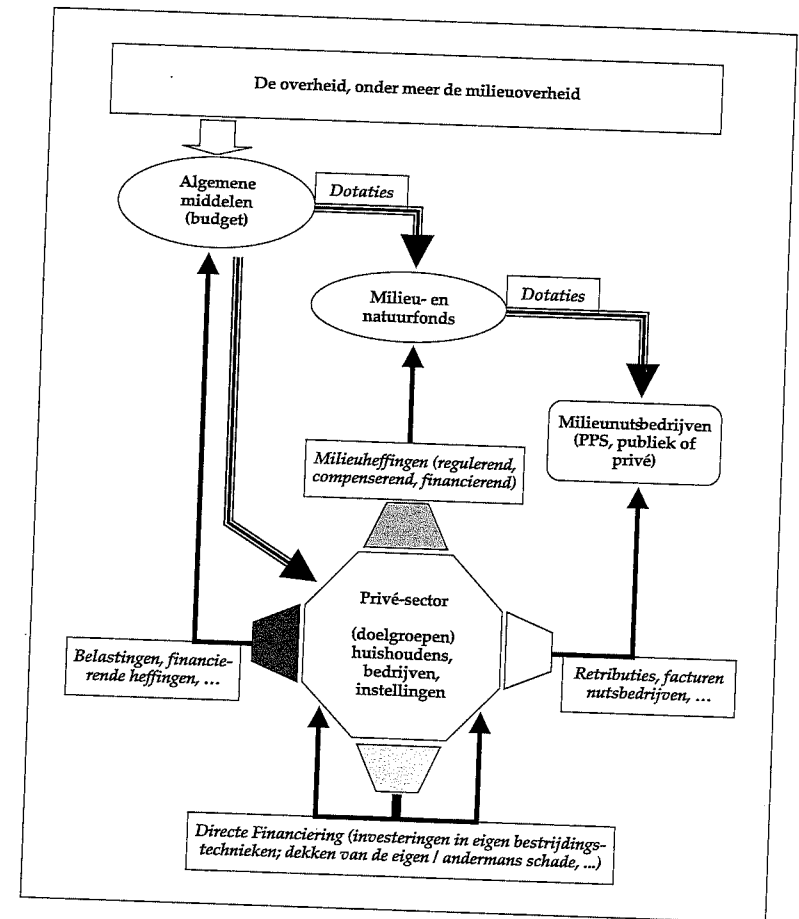 De overheid, onder meer de milieuoverheid
Algemene
middelen
(budget)
Dotaties
Milieu- en
natuurfonds
Dotaties
Milieunutsbedrijven
(PPS, publiek of
privé)
Milieuheffingen (regulerend,
compenserend, financierend)
Privé-sector
(doelgroepen)
huishoudens,
bedrijven,
instellingen
Belastingen, financie-
rende heffingen, ...
Retributies, facturen
nutsbedrijven, ...
Directe Financiering (investeringen in eigen bestrijdings-
technieken; dekken van de eigen / andermans schade, ...)